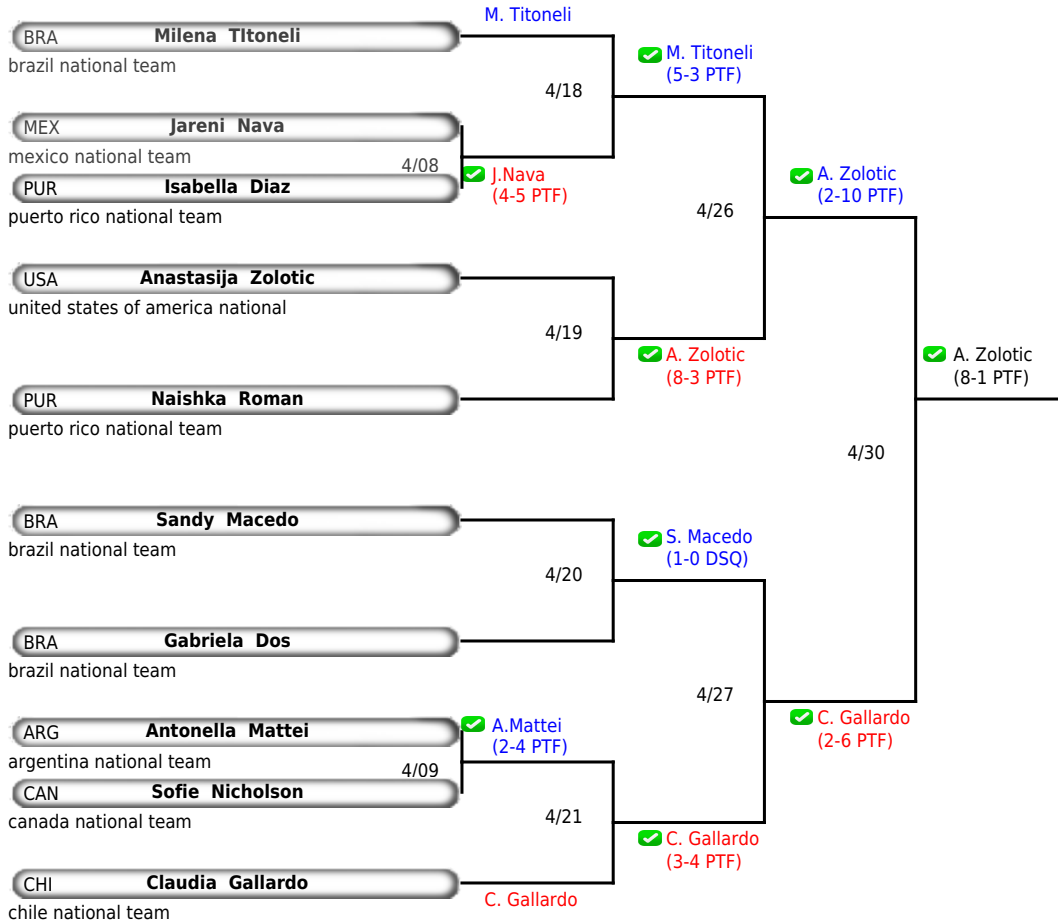 M. Titoneli
BRA Milena TItoneli
brazil national team
M. Titoneli
(5-3 PTF)
4/18
MEX Jareni Nava
mexico national team
4/08
J.Nava
(4-5 PTF)
PUR Isabella Diaz
puerto rico national team
A. Zolotic
(2-10 PTF)
4/26
USA Anastasija Zolotic
united states of america national
4/19
A. Zolotic
(8-3 PTF)
A. Zolotic
(8-1 PTF)
PUR Naishka Roman
puerto rico national team
4/30
BRA Sandy Macedo
brazil national team
S. Macedo
(1-0 DSQ)
4/20
BRA Gabriela Dos
brazil national team
4/27
C. Gallardo
(2-6 PTF)
ARG Antonella Mattei
argentina national team
A.Mattei
(2-4 PTF)
4/09
CAN Sofie Nicholson
canada national team
4/21
C. Gallardo
(3-4 PTF)
CHI Claudia Gallardo
chile national team
C. Gallardo